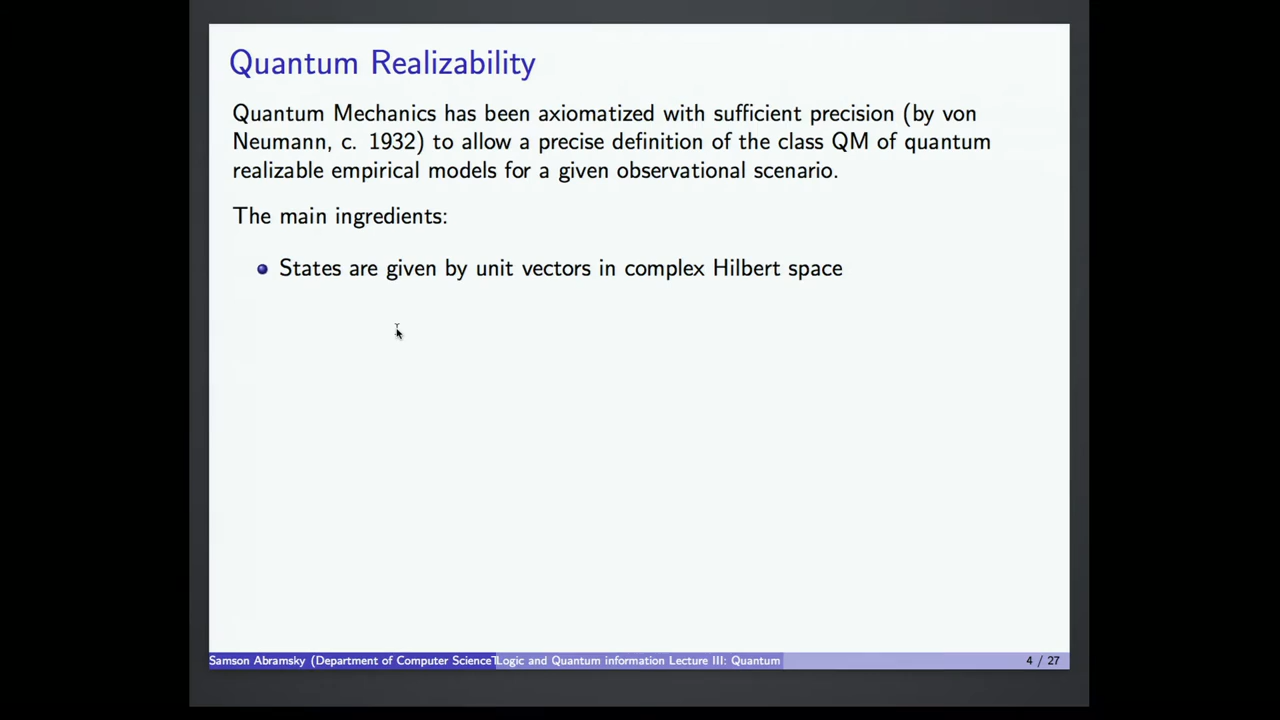 Quantum Realizability
Quantum Mechanics has been axiomatized with sufficient precision (by von
Neumann, c. 1932) to allow a precise definition of the class QM of quantum
realizable empirical models for a given observational scenario.
The main ingredients:
States are given by unit vectors in complex Hilbert space
Samson Abramsky (Department of Computer Science Logic and Quantum information Lecture III: Quantum 4 / 27